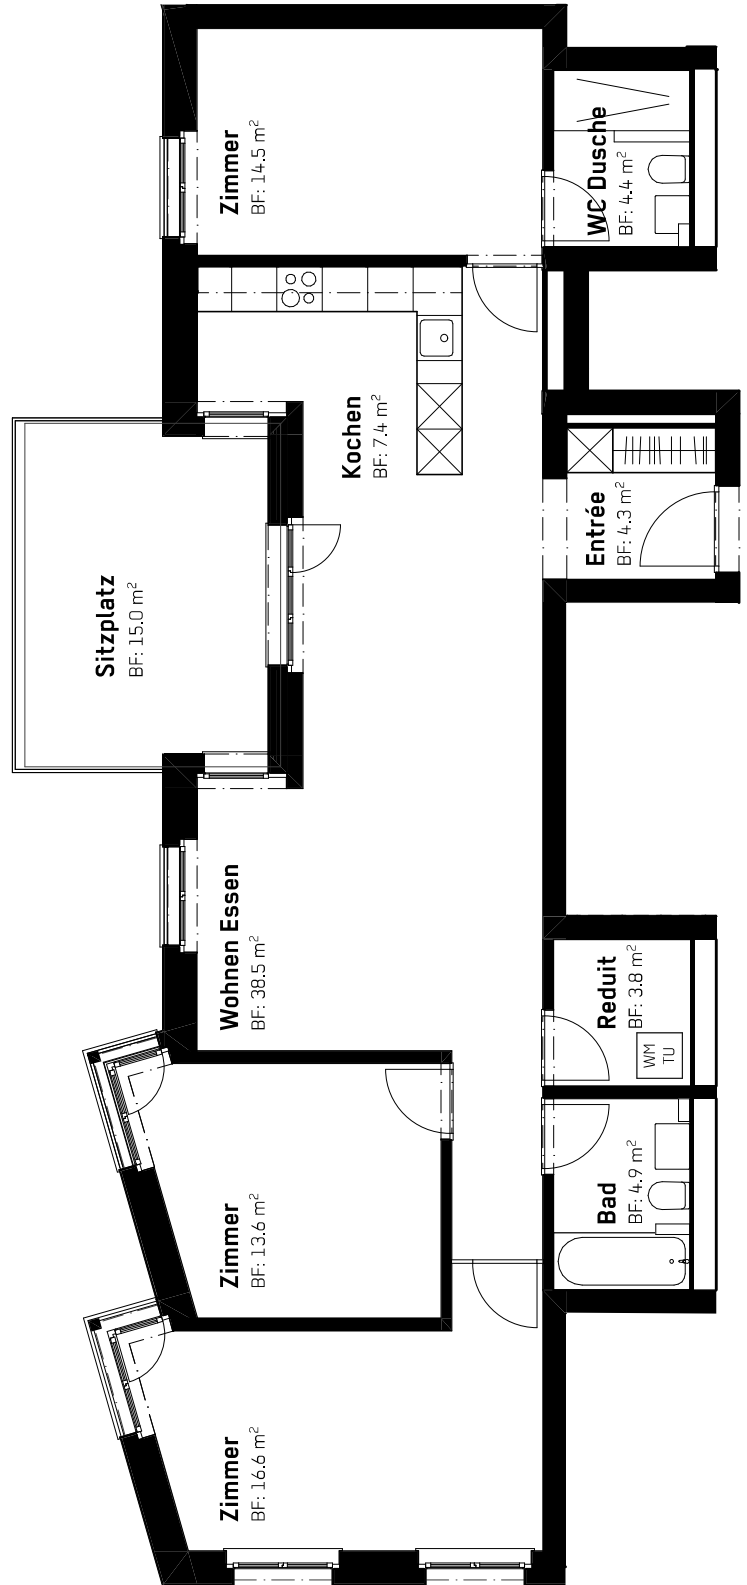 Zimmer
BF: 14.5 m²
WC Dusche
BF: 4.4 m²
Kochen
BF: 7.4 m²
Entrée
BF: 4.3 m²
Sitzplatz
BF: 15.0 m²
Wohnen Essen
BF: 38.5 m²
Reduit
BF: 3.8 m²
WM
TU
Zimmer
BF: 13.6 m²
Bad
BF: 4.9 m²
Zimmer
BF: 16.6 m²